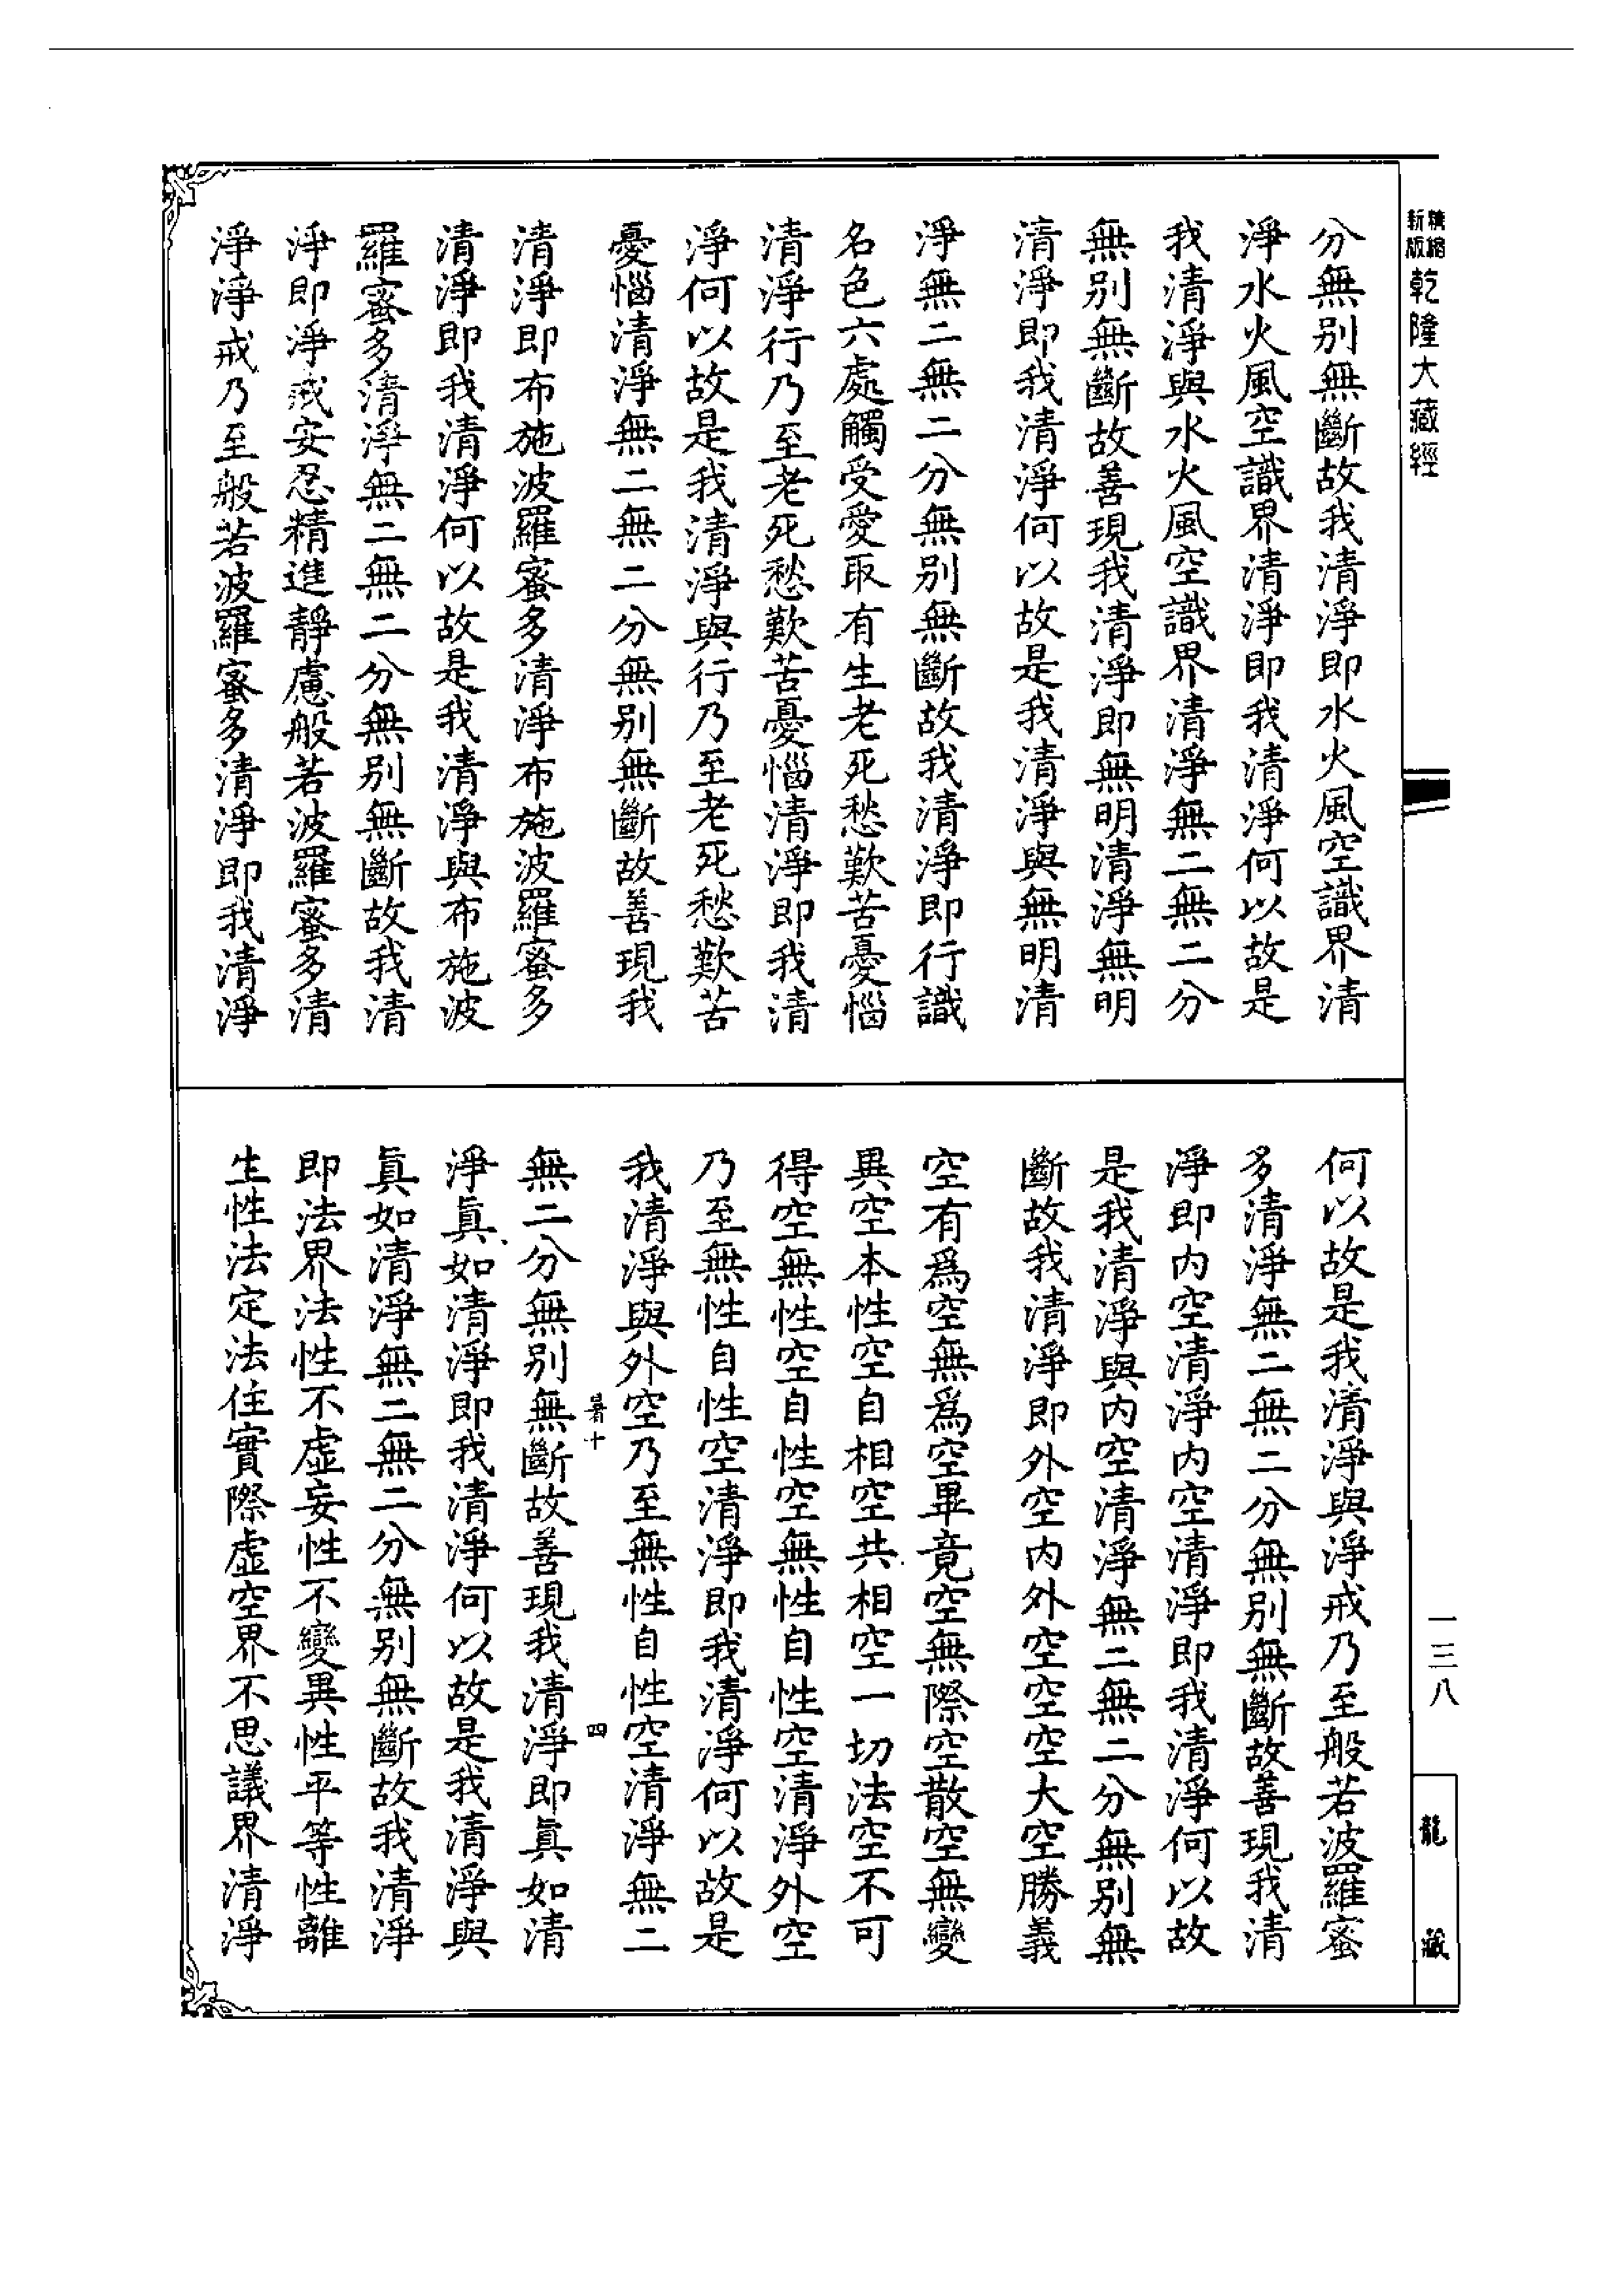 精縮新版乾隆大藏經
分無別無斷故我清淨即水火風空識界清
淨水火風空識界清淨即我清淨何以故是
我清淨與水火風空識界清淨無二無二分
無別無斷故善現我清淨即無明清淨無明
清淨即我清淨何以故是我清淨與無明清
淨無二無二分無別無斷故我清淨即行識
名色六處觸受愛取有生老死愁歎苦憂惱
清淨行乃至老死愁歎苦憂惱清淨即我清
淨何以故是我清淨與行乃至老死愁歎苦
憂惱清淨無二無二分無別無斷故善現我
清淨即布施波羅蜜多清淨布施波羅蜜多
清淨即我清淨何以故是我清淨與布施波
羅蜜多清淨無二無二分無別無斷故我清
淨即淨戒安忍精進靜慮般若波羅蜜多清
淨淨戒乃至般若波羅蜜多清淨即我清淨
何以故是我清淨與淨戒乃至般若波羅蜜
多清淨無二無二分無別無斷故善現我清
淨即內空清淨內空清淨即我清淨何以故
是我清淨與內空清淨無二無二分無別無
斷故我清淨即外空內外空空空大空勝義
空有為空無為空畢竟空無際空散空無變
異空本性空自相空共相空一切法空不可
得空無性空自性空無性自性空清淨外空
乃至無性自性空清淨即我清淨何以故是
我清淨與外空乃至無性自性空清淨無二
暑十 四
無二分無別無斷故善現我清淨即真如清
淨真如清淨即我清淨何以故是我清淨與
真如清淨無二無二分無別無斷故我清淨
即法界法性不虛妄性不變異性平等性離
生性法定法住實際虛空界不思議界清淨
一三八
龍藏